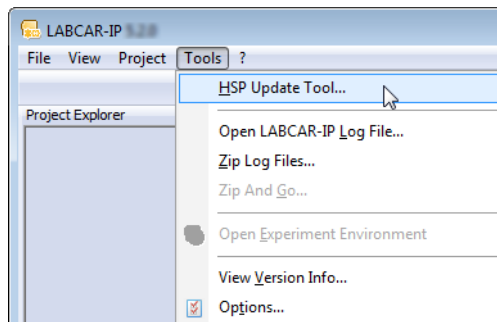 LABCAR-IP
File View Project Tools ?
HSP Update Tool...
Project Explorer
Open LABCAR-IP Log File...
Zip Log Files...
Zip And Go...
Open Experiment Environment
View Version Info...
Options...